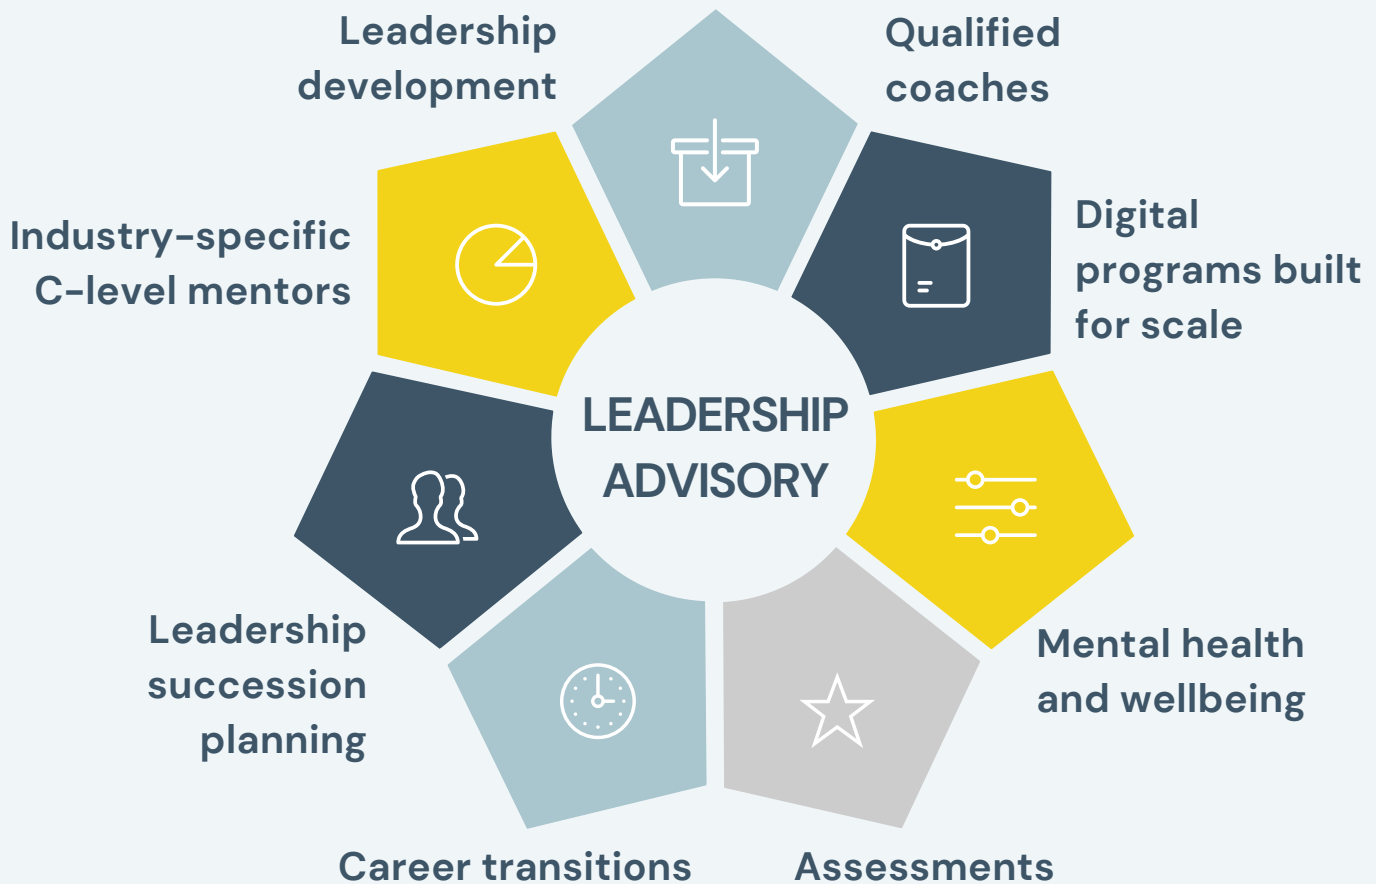 Leadership
development
Qualified
coaches
Industry-specific
C-level mentors
Digital
programs built
for scale
LEADERSHIP
ADVISORY
Leadership
succession
planning
Mental health
and wellbeing
Career transitions
Assessments